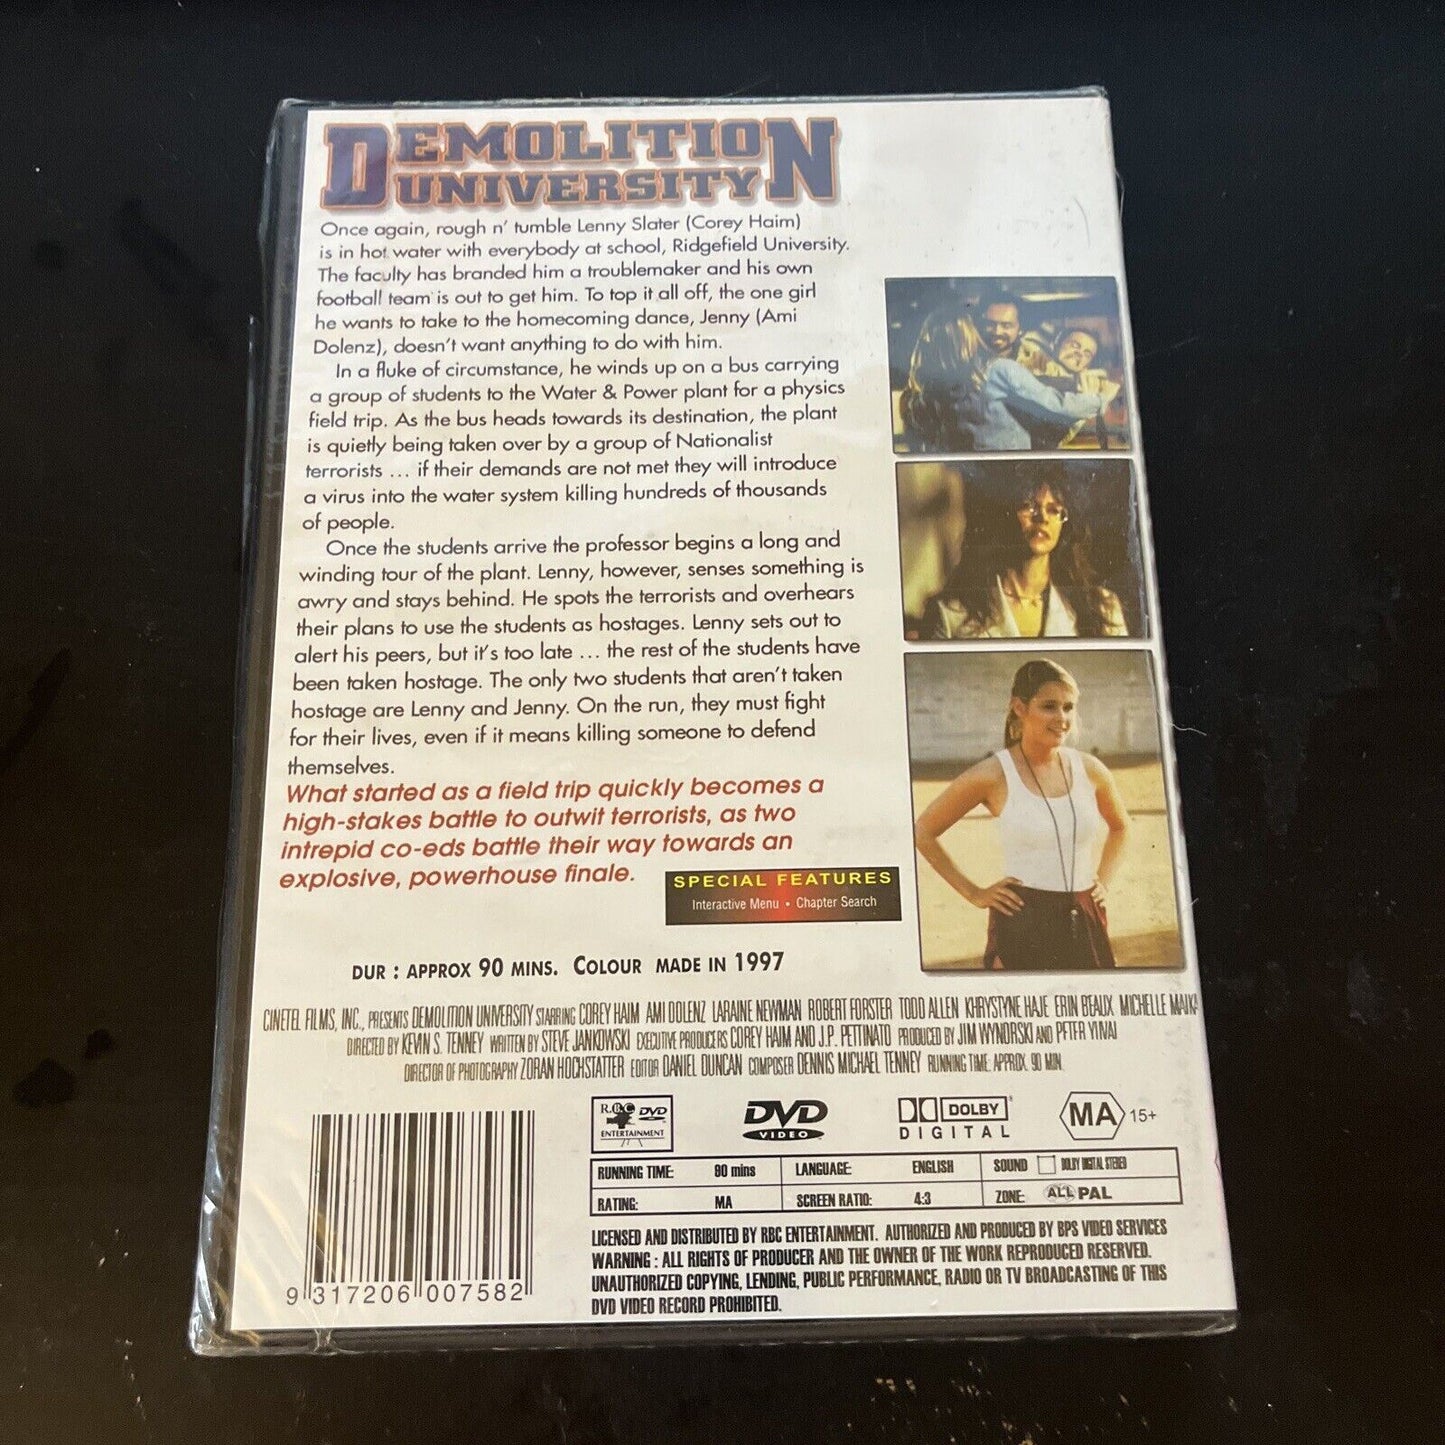 DEMOLITION
UNIVERSITY
Once again, rough n' tumble Lenny Slater (Corey Haim)
is in hot water with everybody at school, Ridgefield University.
The faculty has branded him a troublemaker and his own
football team is out to get him. To top it all off, the one girl
he wants to take to the homecoming dance, Jenny (Ami
Dolenz), doesn't want anything to do with him.
In a fluke of circumstance, he winds up on a bus carrying
a group of students to the Water & Power plant for a physics
field trip. As the bus heads towards its destination, the plant
is quietly being taken over by a group of Nationalist
terrorists ... if their demands are not met they will introduce
a virus into the water system killing hundreds of thousands
of people.
Once the students arrive the professor begins a long and
winding tour of the plant. Lenny, however, senses something is
awry and stays behind. He spots the terrorists and overhears
their plans to use the students as hostages. Lenny sets out to
alert his peers, but it's too late ... the rest of the students have
been taken hostage. The only two students that aren't taken
hostage are Lenny and Jenny. On the run, they must fight
for their lives, even if it means killing someone to defend
themselves.
What started as a field trip quickly becomes a
high-stakes battle to outwit terrorists, as two
intrepid co-eds battle their way towards an
explosive, powerhouse finale.
SPECIAL FEATURES
Interactive Menu • Chapter Search
DUR : APPROX 90 MINS. COLOUR MADE IN 1997
CINETEL FILMS, INC., PRESENTS DEMOLITION UNIVERSITY STARRING COREY HAIM AMI DOLENZ LARAINE NEWMAN ROBERT FORSTER TODD ALLEN KHRYSTYNE HAJE ERIN BEAUX MICHELLE MAIKA
DIRECTED BY KEVIN S. TENNEY WRITTEN BY STEVE JANKOWSKI EXECUTIVE PRODUCERS COREY HAIM AND J.P. PETTINATO PRODUCED BY JIM WYNORSKI AND PETER YUVAL
DIRECTOR OF PHOTOGRAPHY ZORAN HOCHSTATTER EDITOR DANIEL DUNCAN COMPOSER DENNIS MICHAEL TENNEY RUNNING TIME: APPROX. 90 MIN.
R.B.C. DVD
ENTERTAINMENT
DVD
VIDEO
DOLBY
DIGITAL
MA 15+
RUNNING TIME: 90 mins LANGUAGE: ENGLISH SOUND DOLBY DIGITAL STEREO
RATING: MA SCREEN RATIO: 4:3 ZONE: ALL PAL
LICENSED AND DISTRIBUTED BY RBC ENTERTAINMENT. AUTHORIZED AND PRODUCED BY BPS VIDEO SERVICES
WARNING : ALL RIGHTS OF PRODUCER AND THE OWNER OF THE WORK REPRODUCED RESERVED.
UNAUTHORIZED COPYING, LENDING, PUBLIC PERFORMANCE, RADIO OR TV BROADCASTING OF THIS
DVD VIDEO RECORD PROHIBITED.
9 317206 007582